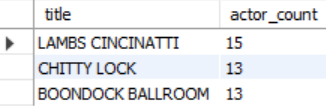 title actor_count
LAMBS CINCINATTI 15
CHITTY LOCK 13
BOONDOCK BALLROOM 13